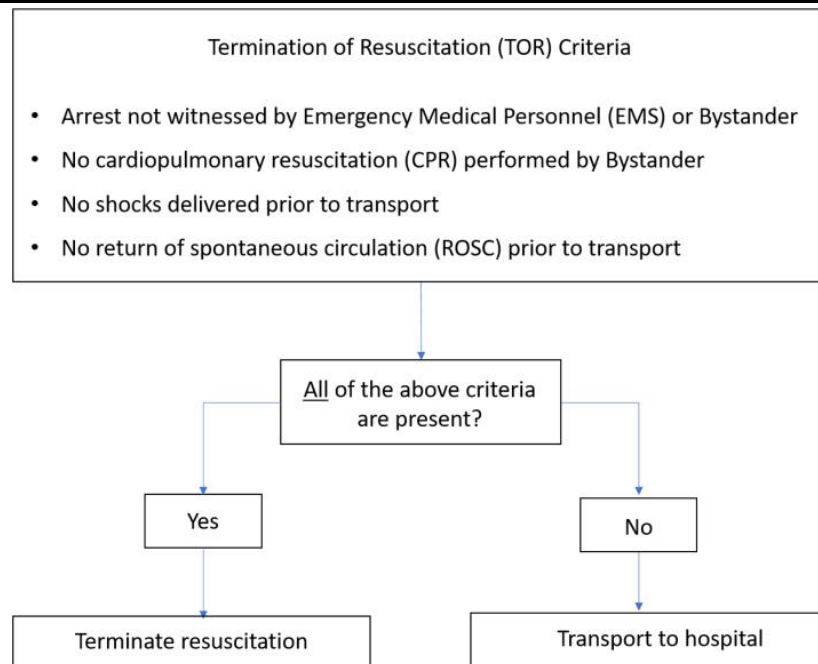 Termination of Resuscitation (TOR) Criteria
• Arrest not witnessed by Emergency Medical Personnel (EMS) or Bystander
• No cardiopulmonary resuscitation (CPR) performed by Bystander
• No shocks delivered prior to transport
• No return of spontaneous circulation (ROSC) prior to transport
All of the above criteria
are present?
Yes
No
Terminate resuscitation
Transport to hospital